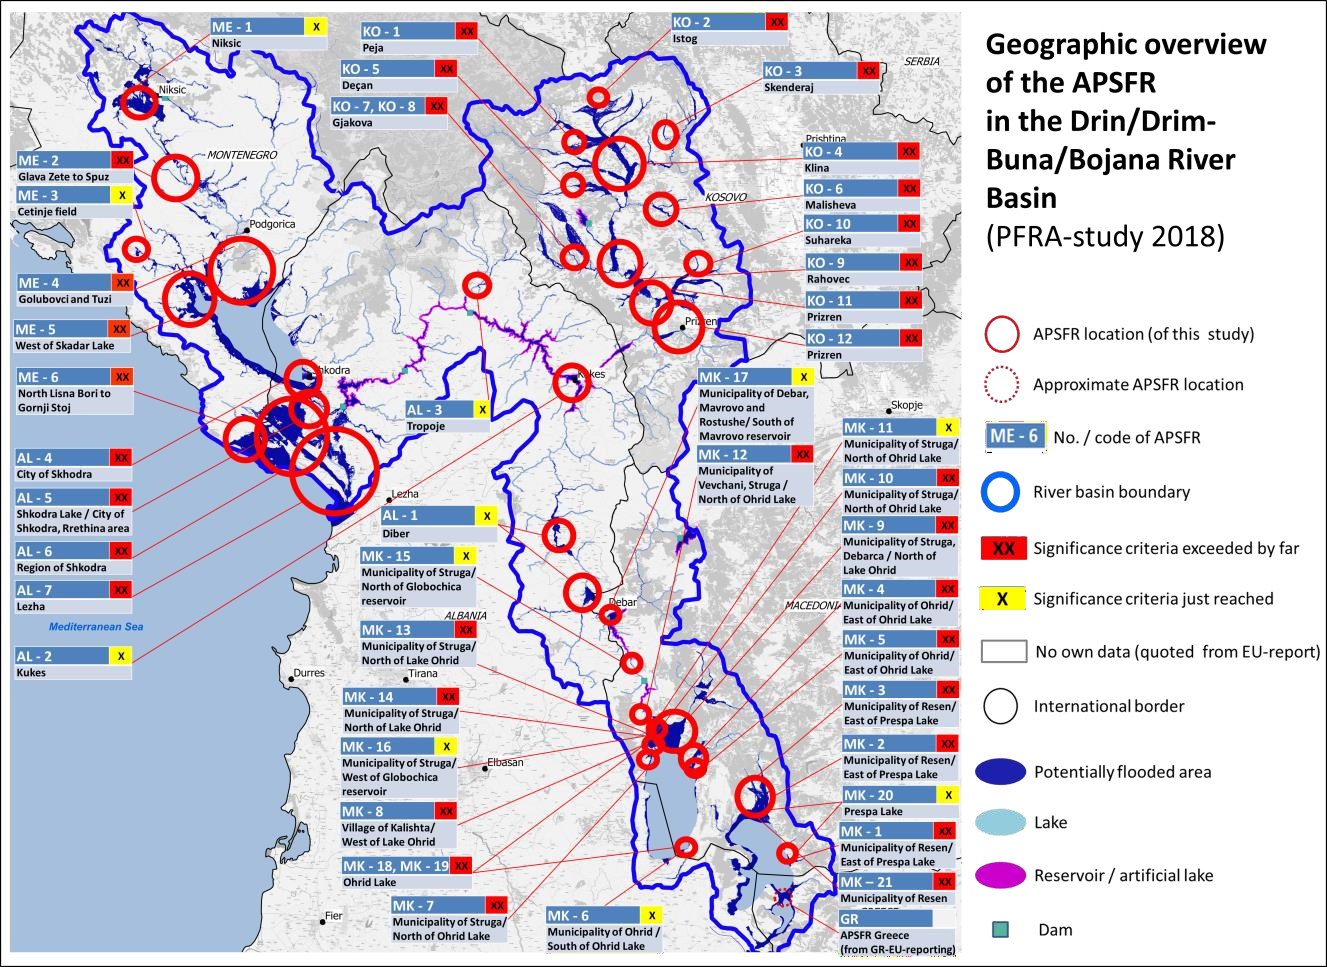 Geographic overview
of the APSFR
in the Drin/Drim-
Buna/Bojana River
Basin
(PFRA-study 2018)
APSFR location (of this study)
Approximate APSFR location
ME - 6
No. / code of APSFR
River basin boundary
XX
Significance criteria exceeded by far
X
Significance criteria just reached
No own data (quoted from EU-report)
International border
Potentially flooded area
Lake
Reservoir / artificial lake
Dam
ME - 1 X
Niksic
KO - 1 XX
Peja
KO - 5 XX
Deçan
KO - 7, KO - 8 XX
Gjakova
KO - 2 XX
Istog
KO - 3 XX
Skenderaj
SERBIA
Prishtina
KO - 4 XX
Klina
KO - 6 XX
Malisheva
KOSOVO
KO - 10 XX
Suhareka
KO - 9 XX
Rahovec
KO - 11 XX
Prizren
KO - 12 XX
Prizren
Prizren
Niksic
MONTENEGRO
Podgorica
ME - 2 XX
Glava Zete to Spuz
ME - 3 X
Cetinje field
ME - 4 XX
Golubovci and Tuzi
ME - 5 XX
West of Skadar Lake
ME - 6 XX
North Lisna Bori to
Gornji Stoj
AL - 4 XX
City of Skhodra
AL - 5 XX
Shkodra Lake / City of
Shkodra, Rrethina area
AL - 6 XX
Region of Shkodra
AL - 7 XX
Lezha
Mediterranean Sea
AL - 2 X
Kukes
Shkodra
Kukes
AL - 3 X
Tropoje
Lezha
AL - 1 X
Diber
MK - 15 X
Municipality of Struga/
North of Globochica
reservoir
ALBANIA
MK - 13 XX
Municipality of Struga/
North of Lake Ohrid
Durres
Tirana
MK - 14 XX
Municipality of Struga/
North of Lake Ohrid
MK - 16 X
Municipality of Struga/
West of Globochica
reservoir
Elbasan
MK - 8 XX
Village of Kalishta/
West of Lake Ohrid
MK - 18, MK - 19 XX
Ohrid Lake
MK - 7 XX
Municipality of Struga/
North of Ohrid Lake
Fier
MK - 6 X
Municipality of Ohrid /
South of Ohrid Lake
Debar
MACEDONI
Skopje
MK - 17 X
Municipality of Debar,
Mavrovo and
Rostushe/ South of
Mavrovo reservoir
MK - 12 XX
Municipality of
Vevchani, Struga /
North of Ohrid Lake
MK - 11 X
Municipality of Struga/
North of Ohrid Lake
MK - 10 XX
Municipality of Struga/
North of Ohrid Lake
MK - 9 XX
Municipality of Struga,
Debarca / North of
Lake Ohrid
MK - 4 XX
Municipality of Ohrid/
East of Ohrid Lake
MK - 5 XX
Municipality of Ohrid/
East of Ohrid Lake
MK - 3 XX
Municipality of Resen/
East of Prespa Lake
MK - 2 XX
Municipality of Resen/
East of Prespa Lake
MK - 20 X
Prespa Lake
MK - 1 XX
Municipality of Resen/
East of Prespa Lake
MK – 21 XX
Municipality of Resen
GR
APSFR Greece
(from GR-EU-reporting)